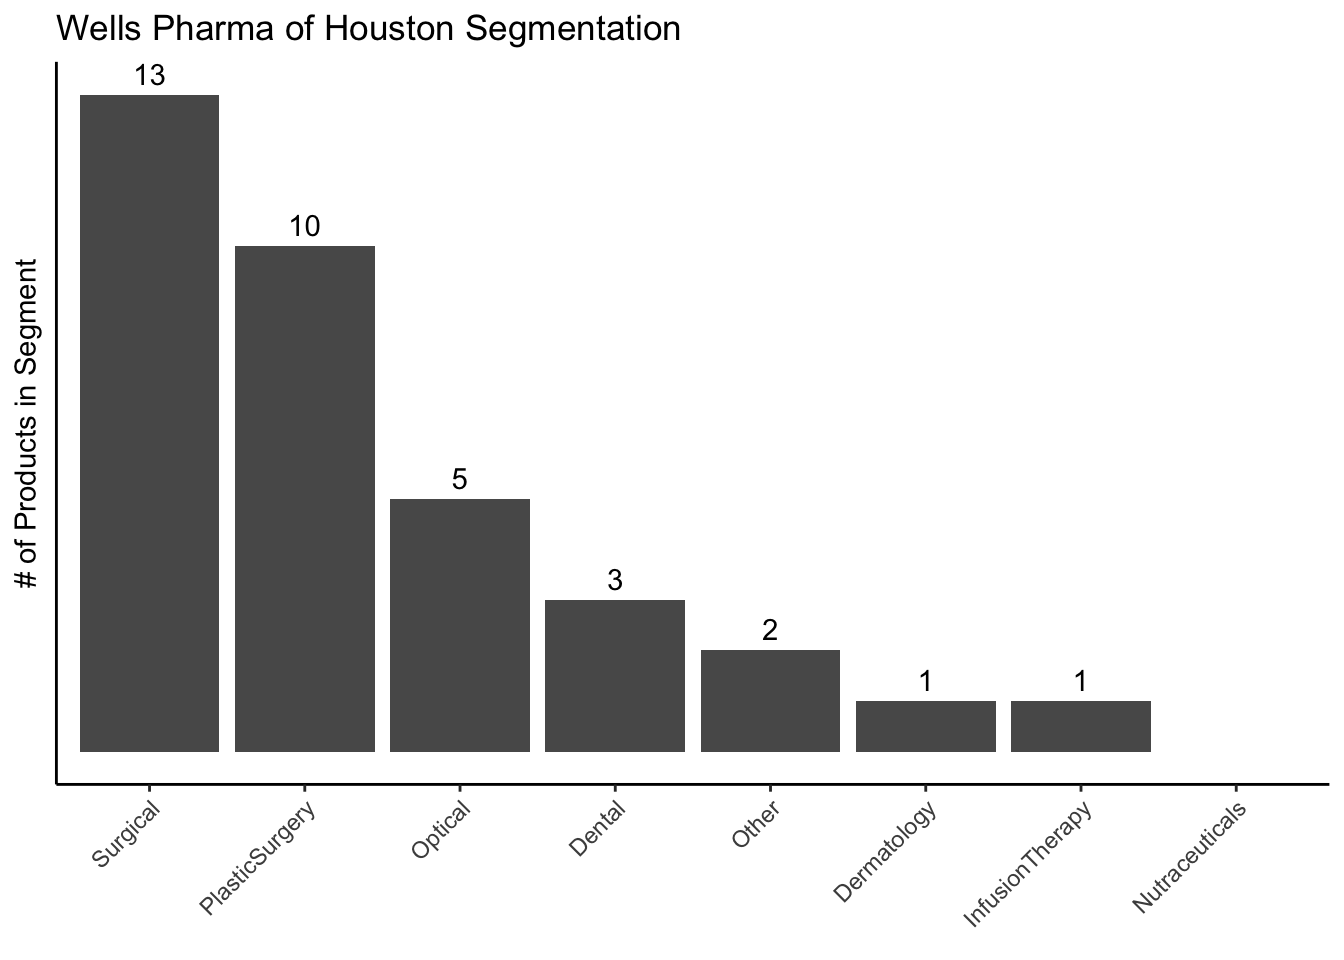 Wells Pharma of Houston Segmentation
# of Products in Segment
13
10
5
3
2
1
1
Surgical
PlasticSurgery
Optical
Dental
Other
Dermatology
InfusionTherapy
Nutraceuticals